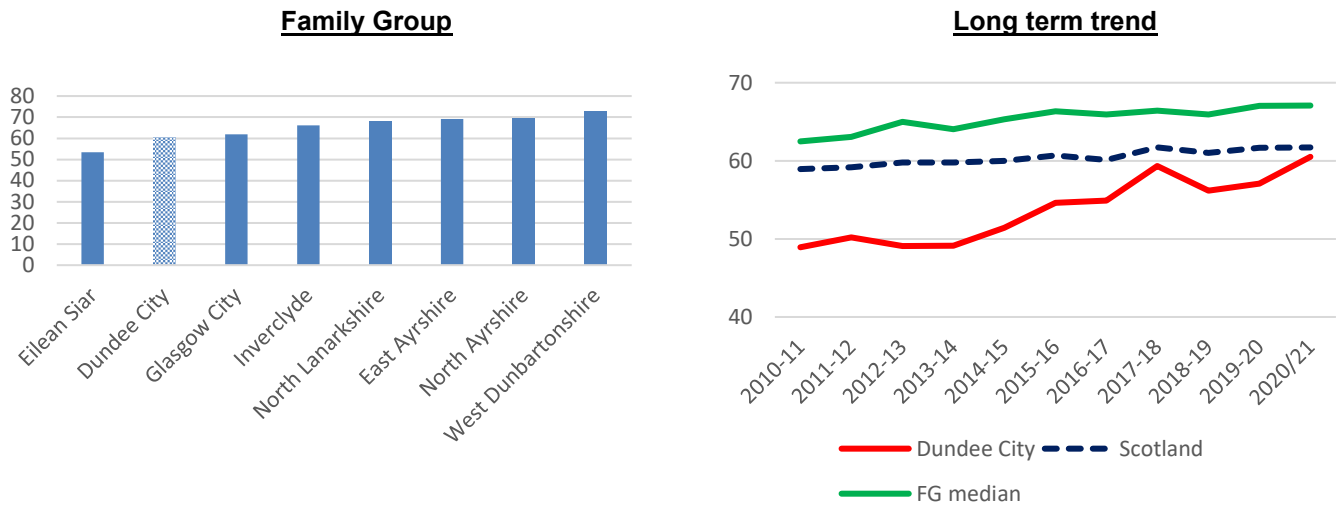 Family Group
80
70
60
50
40
30
20
10
0
Eilean Siar
Dundee City
Glasgow City
Inverclyde
North Lanarkshire
East Ayrshire
North Ayrshire
West Dunbartonshire
Long term trend
70
60
50
40
2010-11
2011-12
2012-13
2013-14
2014-15
2015-16
2016-17
2017-18
2018-19
2019-20
2020/21
Dundee City
Scotland
FG median